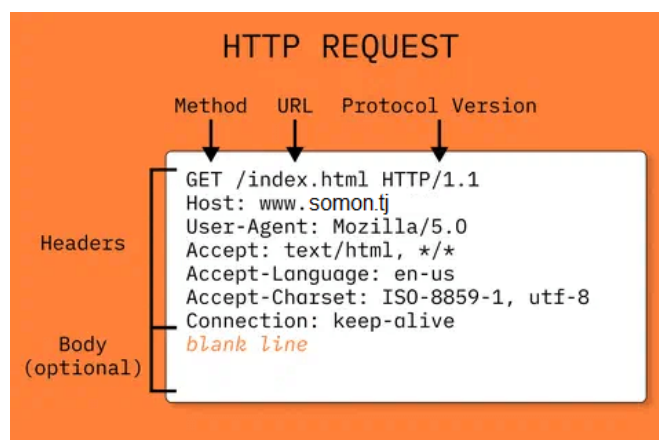 HTTP REQUEST
Method URL Protocol Version
GET /index.html HTTP/1.1
Host: www.somon.tj
User-Agent: Mozilla/5.0
Accept: text/html, */*
Accept-Language: en-us
Accept-Charset: ISO-8859-1, utf-8
Connection: keep-alive
blank line
Headers
Body
(optional)